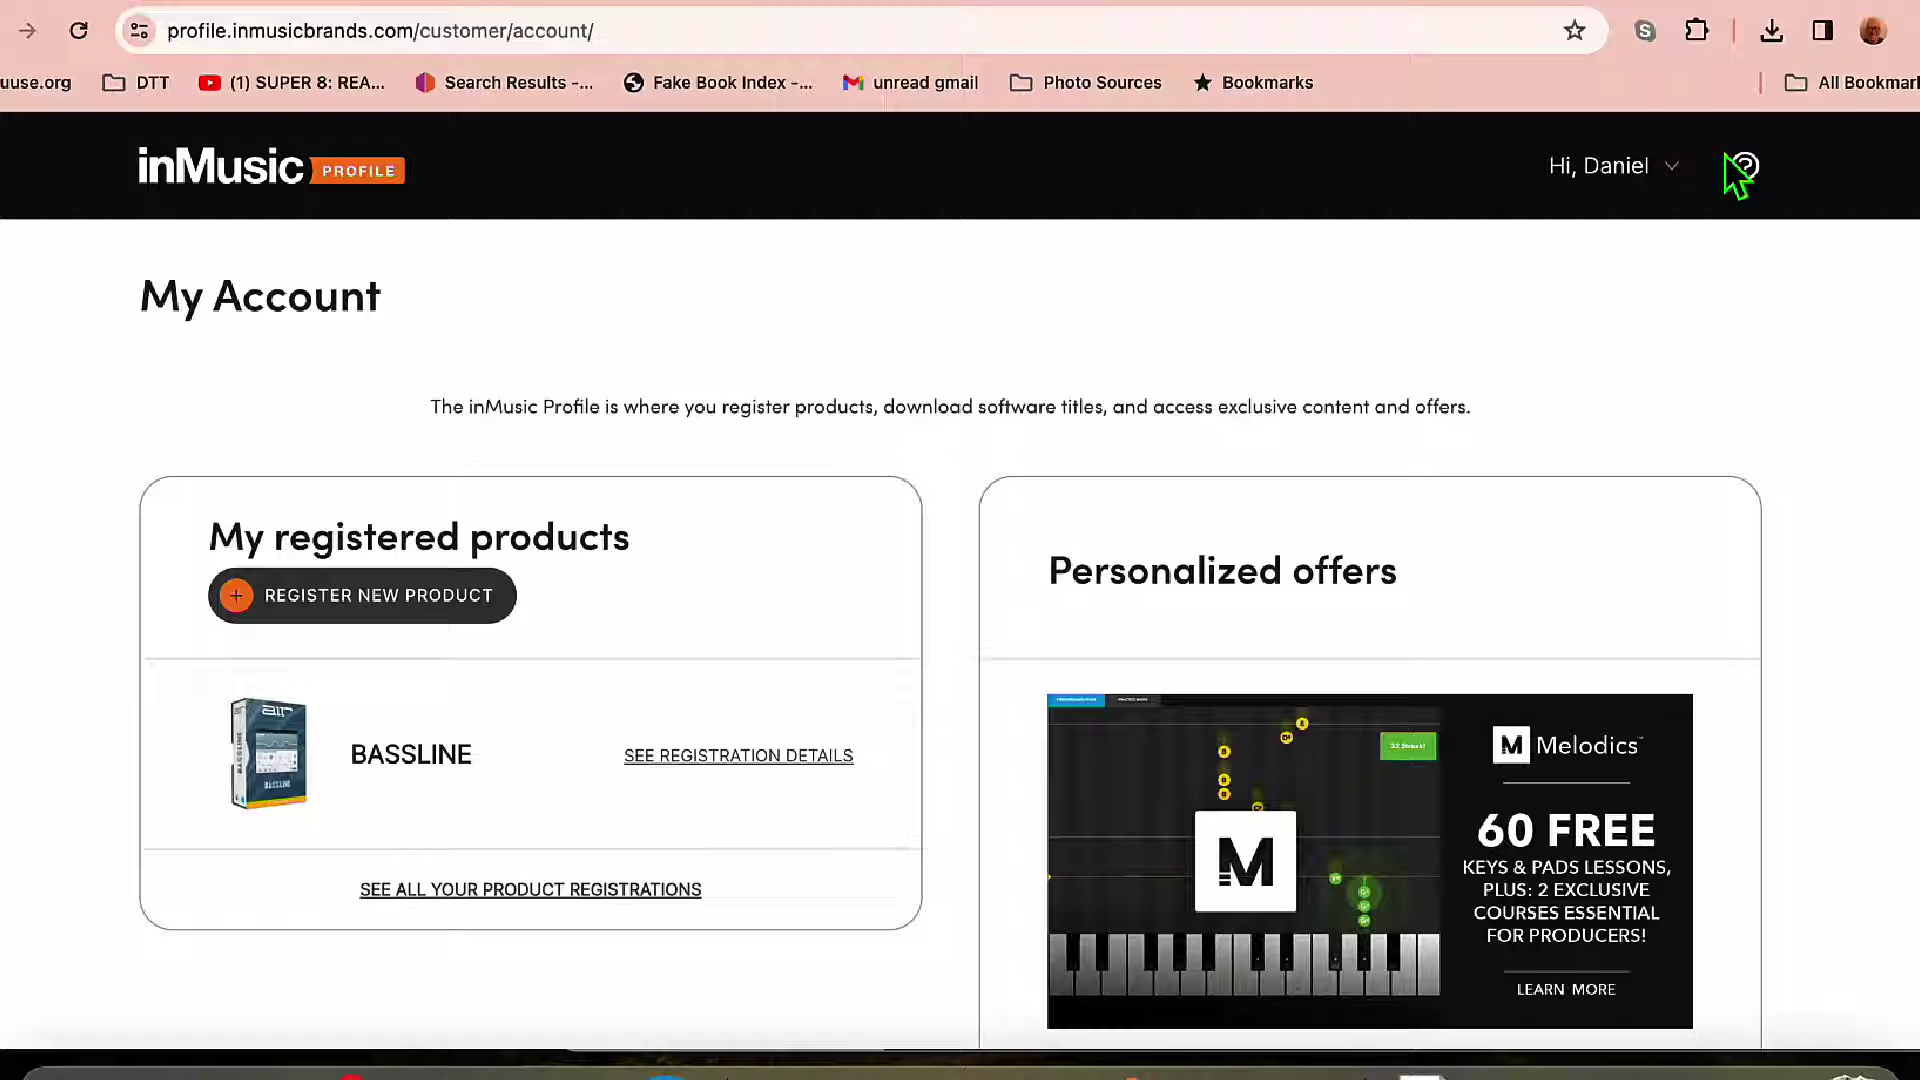 profile.inmusicbrands.com/customer/account/
uuse.org
DTT
(1) SUPER 8: REA...
Search Results -...
Fake Book Index -...
unread gmail
Photo Sources
Bookmarks
All Bookmark
inMusic PROFILE
Hi, Daniel
My Account
The inMusic Profile is where you register products, download software titles, and access exclusive content and offers.
My registered products
+ REGISTER NEW PRODUCT
BASSLINE
SEE REGISTRATION DETAILS
SEE ALL YOUR PRODUCT REGISTRATIONS
Personalized offers
M Melodics™
60 FREE
KEYS & PADS LESSONS,
PLUS: 2 EXCLUSIVE
COURSES ESSENTIAL
FOR PRODUCERS!
LEARN MORE
M
air
BASSLINE
BASSLINE